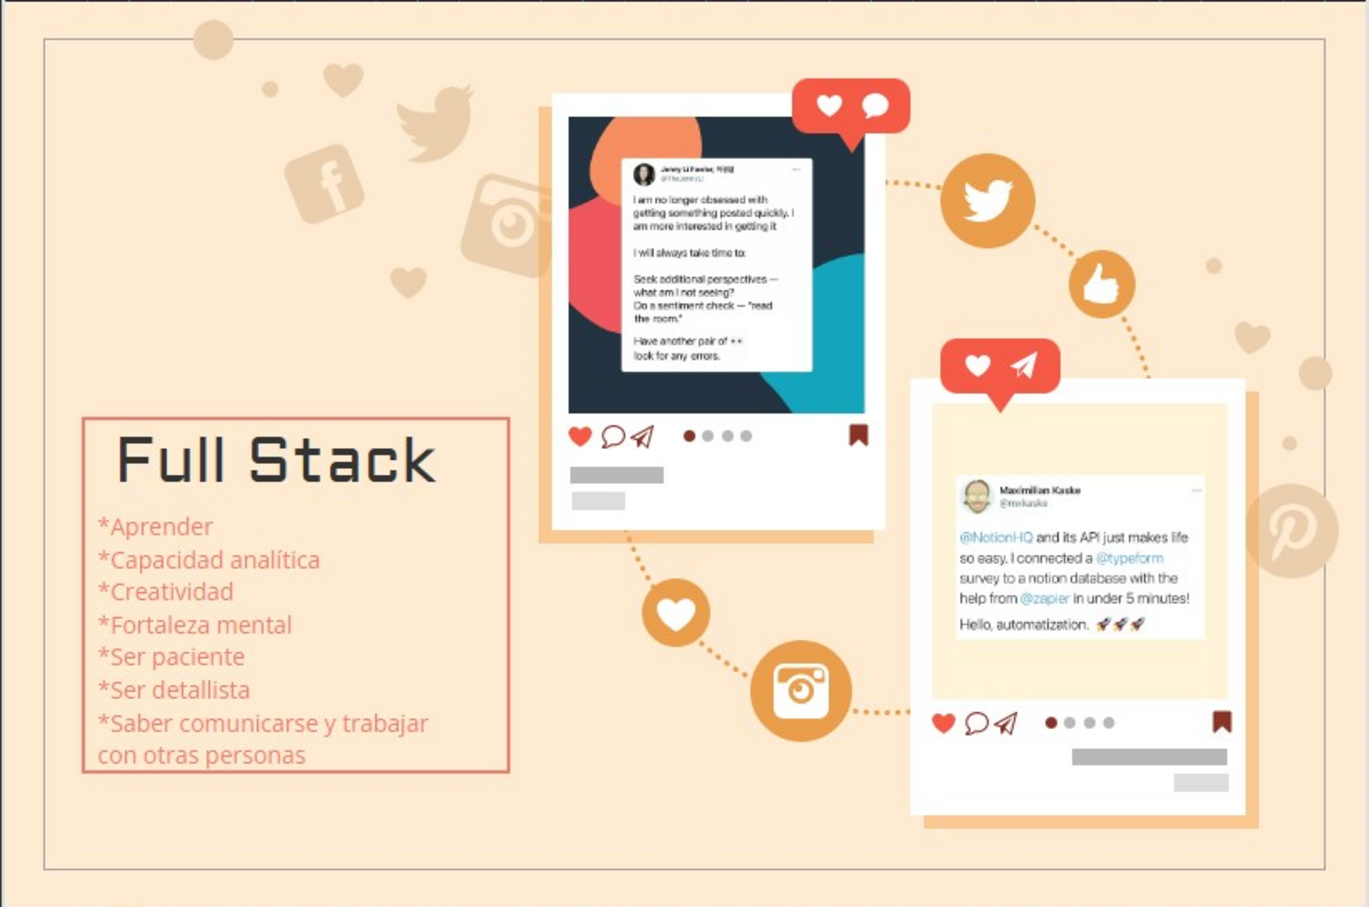 Full Stack
*Aprender
*Capacidad analítica
*Creatividad
*Fortaleza mental
*Ser paciente
*Ser detallista
*Saber comunicarse y trabajar
con otras personas
Jenny Li Fowler,
@TheJennyLi
I am no longer obsessed with
getting something posted quickly. I
am more interested in getting it
I will always take time to:
Seek additional perspectives —
what am I not seeing?
Do a sentiment check — "read
the room."
Have another pair of 👀
look for any errors.
Maximilian Kaske
@mxkaske
@NotionHQ and its API just makes life
so easy. I connected a @typeform
survey to a notion database with the
help from @zapier in under 5 minutes!
Hello, automatization. 🚀🚀🚀